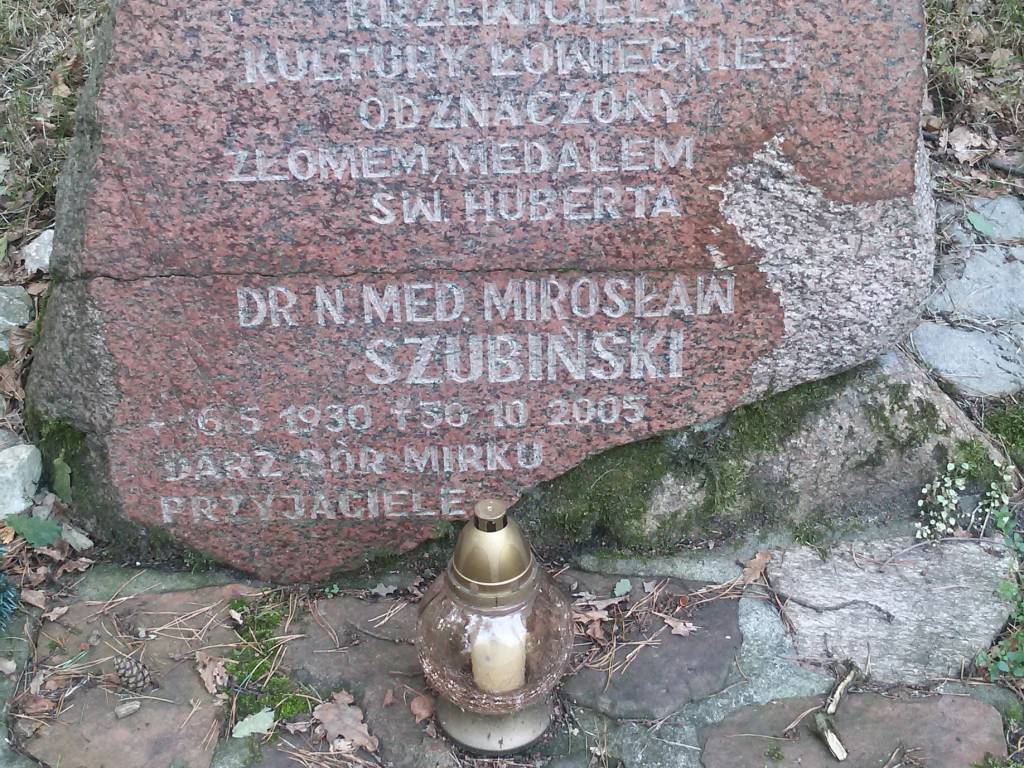 KRZEWICIELA
KULTURY ŁOWIECKIEJ
ODZNACZONY
ZŁOMEM, MEDALEM
ŚW. HUBERTA
DR N. MED. MIROSŁAW
SZUBIŃSKI
6 5 1930 † 30 10 2005
DARZ BÓR MIRKU
PRZYJACIELE